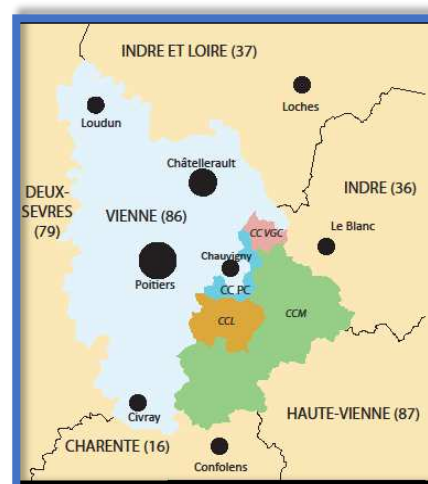 INDRE ET LOIRE (37)
Loches
Loudun
Châtellerault
DEUX-
SEVRES
(79)
VIENNE (86)
INDRE (36)
CC VGC
Le Blanc
Chauvigny
Poitiers
CC PC
CCL
CCM
Civray
HAUTE-VIENNE (87)
CHARENTE (16)
Confolens